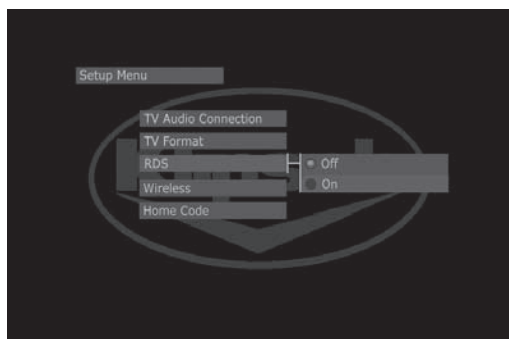 Setup Menu
TV Audio Connection
TV Format
RDS
Off
On
Wireless
Home Code